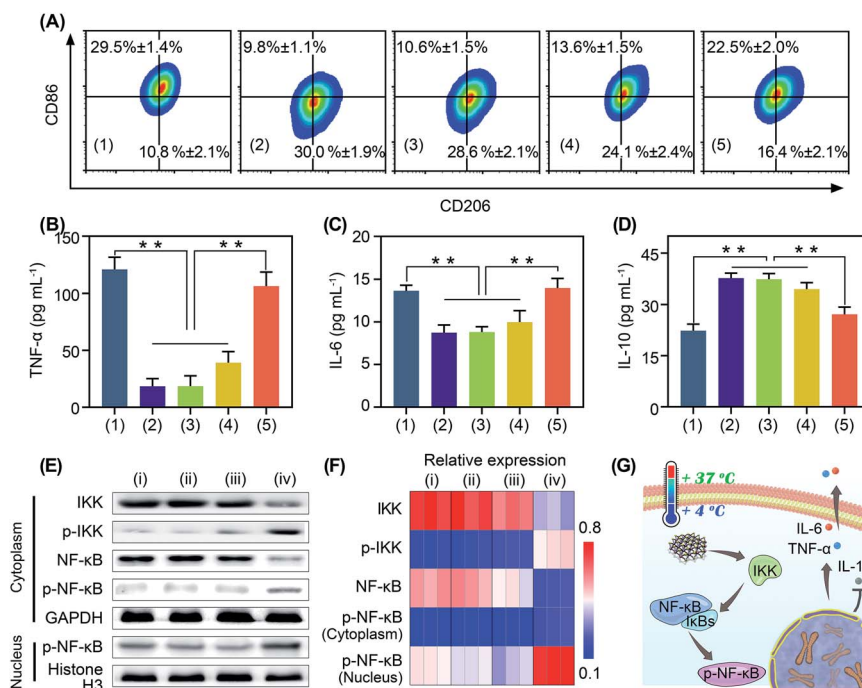 (A)
29.5%±1.4%
9.8%±1.1%
10.6%±1.5%
13.6%±1.5%
22.5%±2.0%
CD86
(1)
(2)
(3)
(4)
(5)
10.8 %±2.1%
30.0 %±1.9%
28.6 %±2.1%
24.1 %±2.4%
16.4 %±2.1%
CD206
(B)
150
100
50
0
TNF-α (pg mL⁻¹)
* *
* *
(1) (2) (3) (4) (5)
(C)
20
15
10
5
0
IL-6 (pg mL⁻¹)
* *
* *
(1) (2) (3) (4) (5)
(D)
45
30
15
0
IL-10 (pg mL⁻¹)
* *
* *
(1) (2) (3) (4) (5)
(E)
(i) (ii) (iii) (iv)
Cytoplasm
IKK
p-IKK
NF-κB
p-NF-κB
GAPDH
Nucleus
p-NF-κB
Histone
H3
(F)
Relative expression
(i) (ii) (iii) (iv)
IKK
p-IKK
NF-κB
p-NF-κB
(Cytoplasm)
p-NF-κB
(Nucleus)
0.8
0.1
(G)
+ 37 °C
+ 4 °C
IL-6
TNF-α
IL-1
IKK
NF-κB
IκBs
p-NF-κB